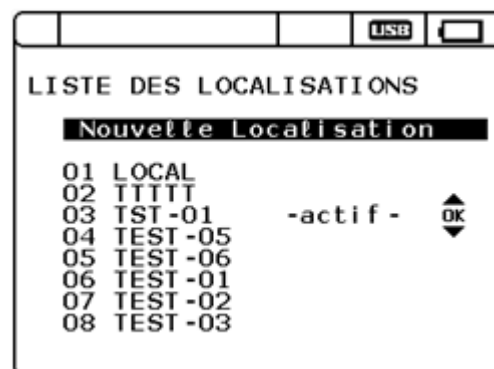 USB
LISTE DES LOCALISATIONS
Nouvelle Localisation
01 LOCAL
02 TTTTT
03 TST-01 -actif- OK
04 TEST-05
05 TEST-06
06 TEST-01
07 TEST-02
08 TEST-03